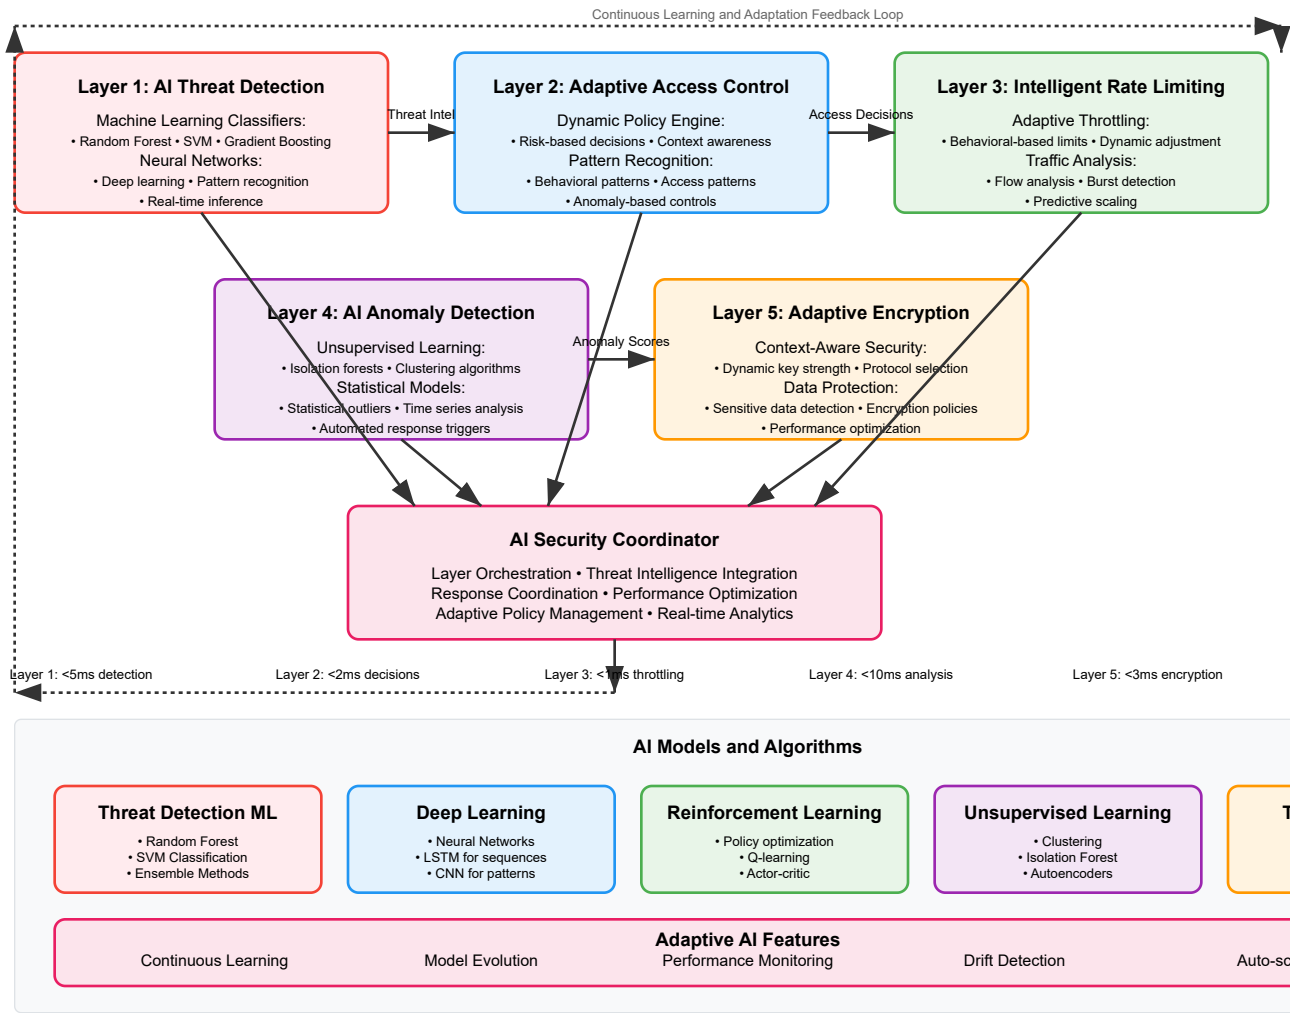 Continuous Learning and Adaptation Feedback Loop
Layer 1: AI Threat Detection
Machine Learning Classifiers:
• Random Forest • SVM • Gradient Boosting
Neural Networks:
• Deep learning • Pattern recognition
• Real-time inference
Threat Intel
Layer 2: Adaptive Access Control
Dynamic Policy Engine:
• Risk-based decisions • Context awareness
Pattern Recognition:
• Behavioral patterns • Access patterns
• Anomaly-based controls
Access Decisions
Layer 3: Intelligent Rate Limiting
Adaptive Throttling:
• Behavioral-based limits • Dynamic adjustment
Traffic Analysis:
• Flow analysis • Burst detection
• Predictive scaling
Layer 4: AI Anomaly Detection
Unsupervised Learning:
• Isolation forests • Clustering algorithms
Statistical Models:
• Statistical outliers • Time series analysis
• Automated response triggers
Anomaly Scores
Layer 5: Adaptive Encryption
Context-Aware Security:
• Dynamic key strength • Protocol selection
Data Protection:
• Sensitive data detection • Encryption policies
• Performance optimization
AI Security Coordinator
Layer Orchestration • Threat Intelligence Integration
Response Coordination • Performance Optimization
Adaptive Policy Management • Real-time Analytics
Layer 1: <5ms detection
Layer 2: <2ms decisions
Layer 3: <1ms throttling
Layer 4: <10ms analysis
Layer 5: <3ms encryption
AI Models and Algorithms
Threat Detection ML
• Random Forest
• SVM Classification
• Ensemble Methods
Deep Learning
• Neural Networks
• LSTM for sequences
• CNN for patterns
Reinforcement Learning
• Policy optimization
• Q-learning
• Actor-critic
Unsupervised Learning
• Clustering
• Isolation Forest
• Autoencoders
Adaptive AI Features
Continuous Learning
Model Evolution
Performance Monitoring
Drift Detection